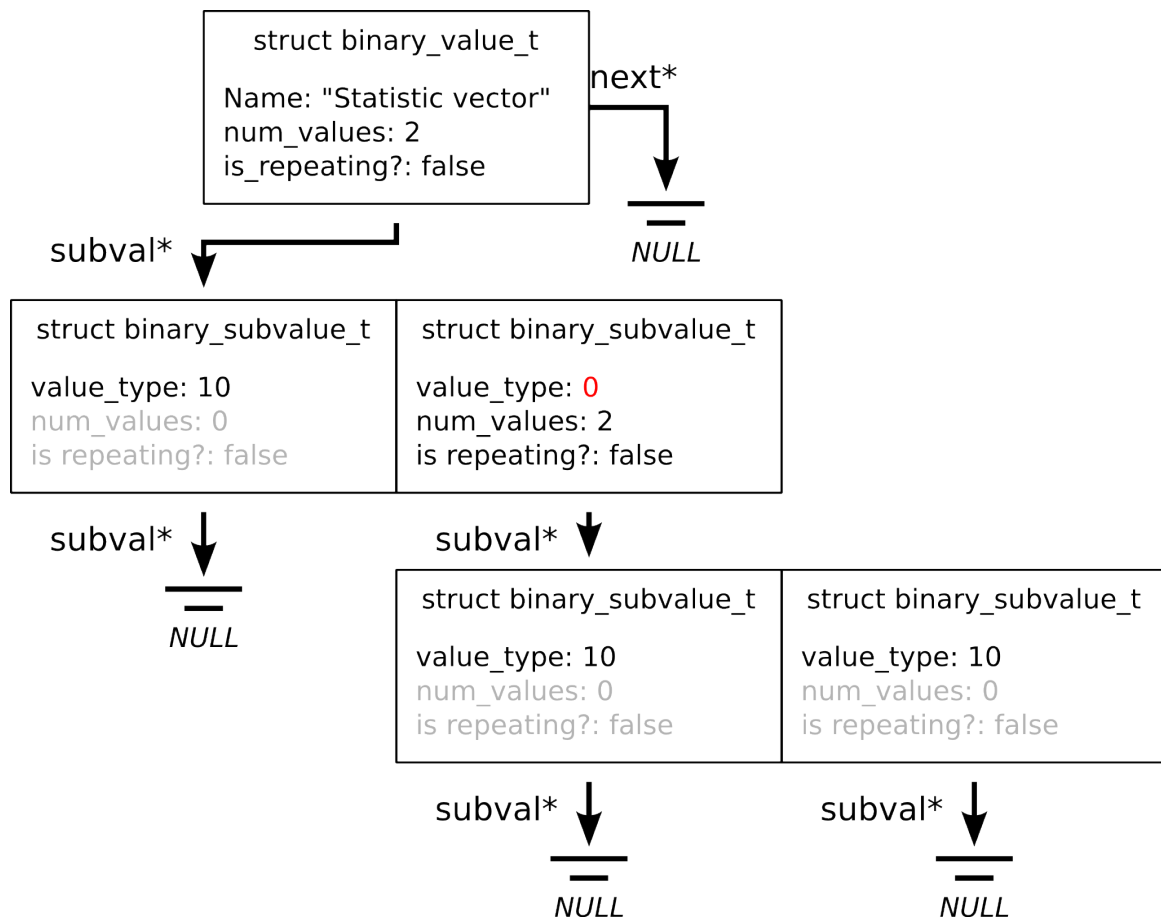 struct binary_value_t
next*
Name: "Statistic vector"
num_values: 2
is_repeating?: false
NULL
subval*
struct binary_subvalue_t
value_type: 10
num_values: 0
is repeating?: false
struct binary_subvalue_t
value_type: 0
num_values: 2
is repeating?: false
subval*
NULL
subval*
struct binary_subvalue_t
value_type: 10
num_values: 0
is repeating?: false
struct binary_subvalue_t
value_type: 10
num_values: 0
is repeating?: false
subval*
NULL
subval*
NULL